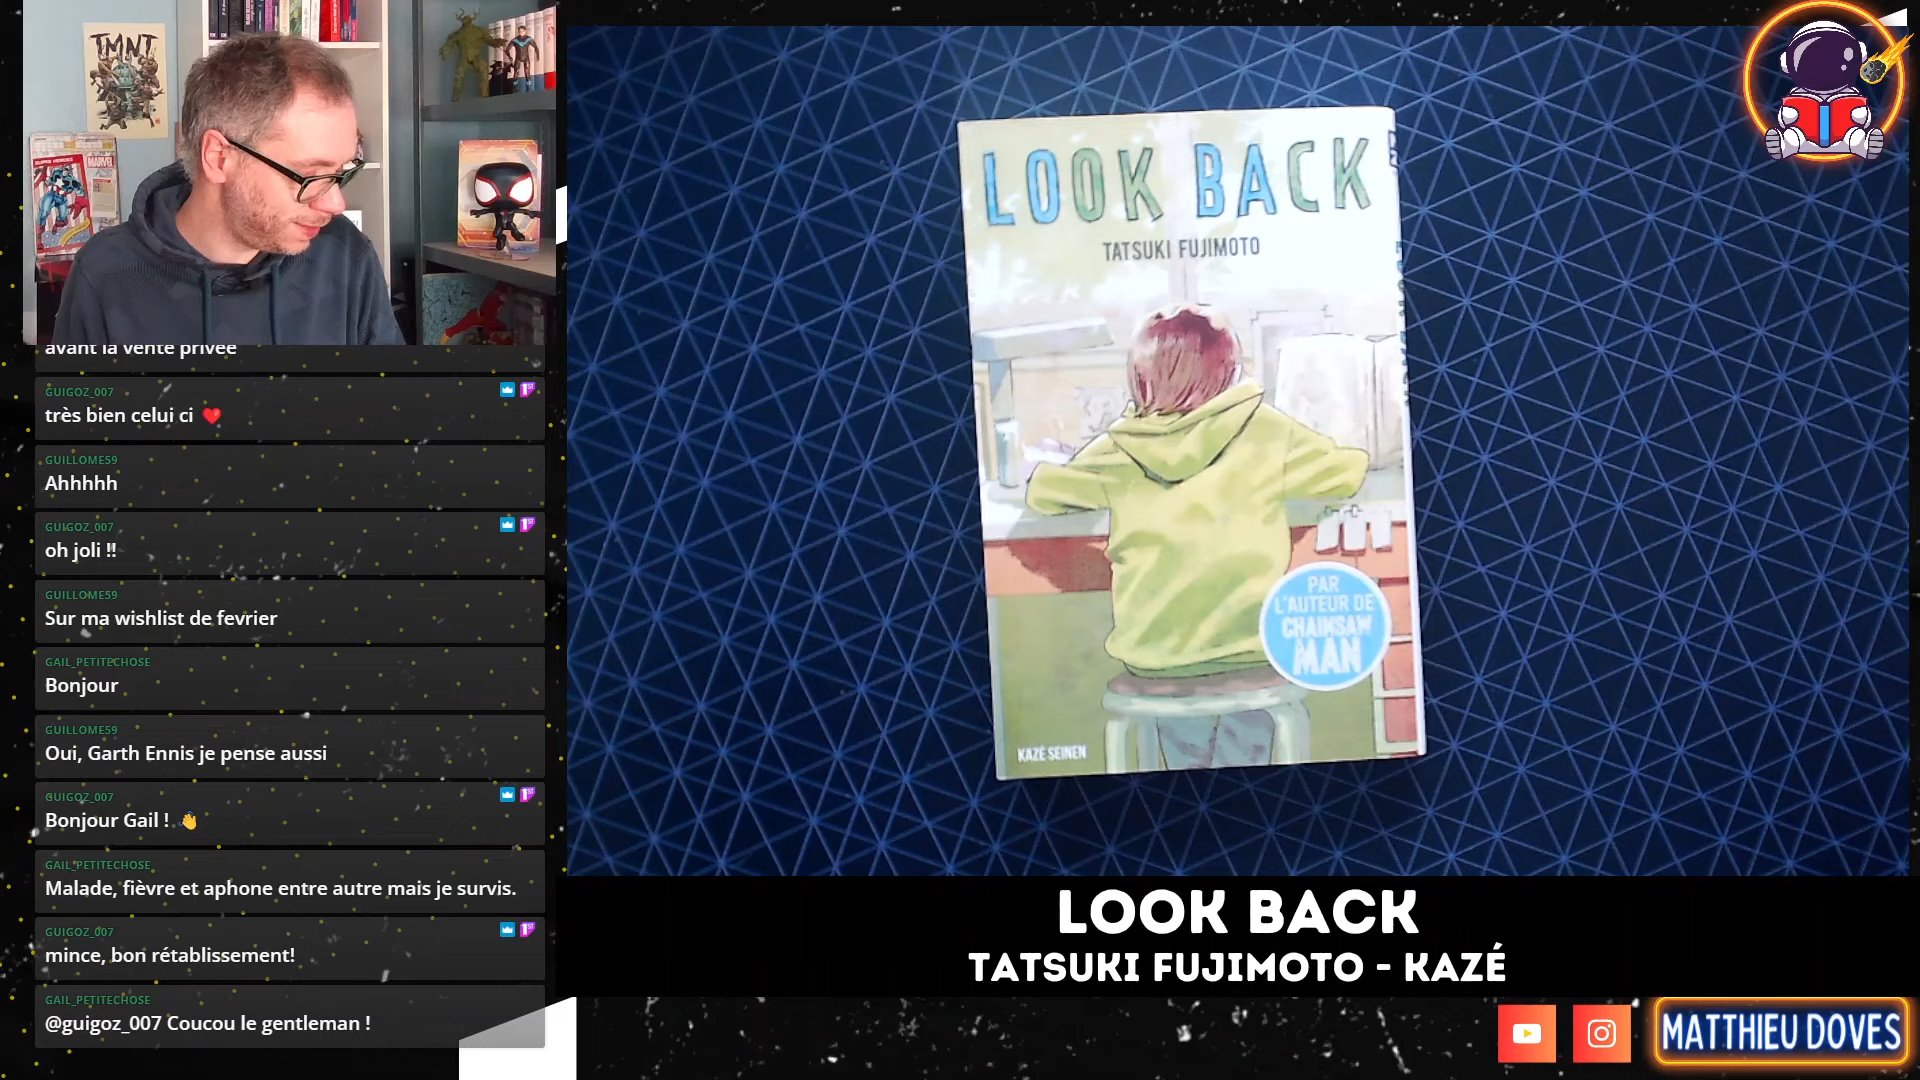 TMNT
SUPER HEROES
MARVEL
avant la vente privée
GUIGOZ_007
très bien celui ci ❤️
GUILLOME59
Ahhhhh
GUIGOZ_007
oh joli !!
GUILLOME59
Sur ma wishlist de fevrier
GAIL_PETITECHOSE
Bonjour
GUILLOME59
Oui, Garth Ennis je pense aussi
GUIGOZ_007
Bonjour Gail ! 👋
GAIL_PETITECHOSE
Malade, fièvre et aphone entre autre mais je survis.
GUIGOZ_007
mince, bon rétablissement!
GAIL_PETITECHOSE
@guigoz_007 Coucou le gentleman !
LOOK BACK
TATSUKI FUJIMOTO
PAR
L'AUTEUR DE
CHAINSAW
MAN
KAZÉ SEINEN
LOOK BACK
TATSUKI FUJIMOTO - KAZÉ
MATTHIEU DOVES